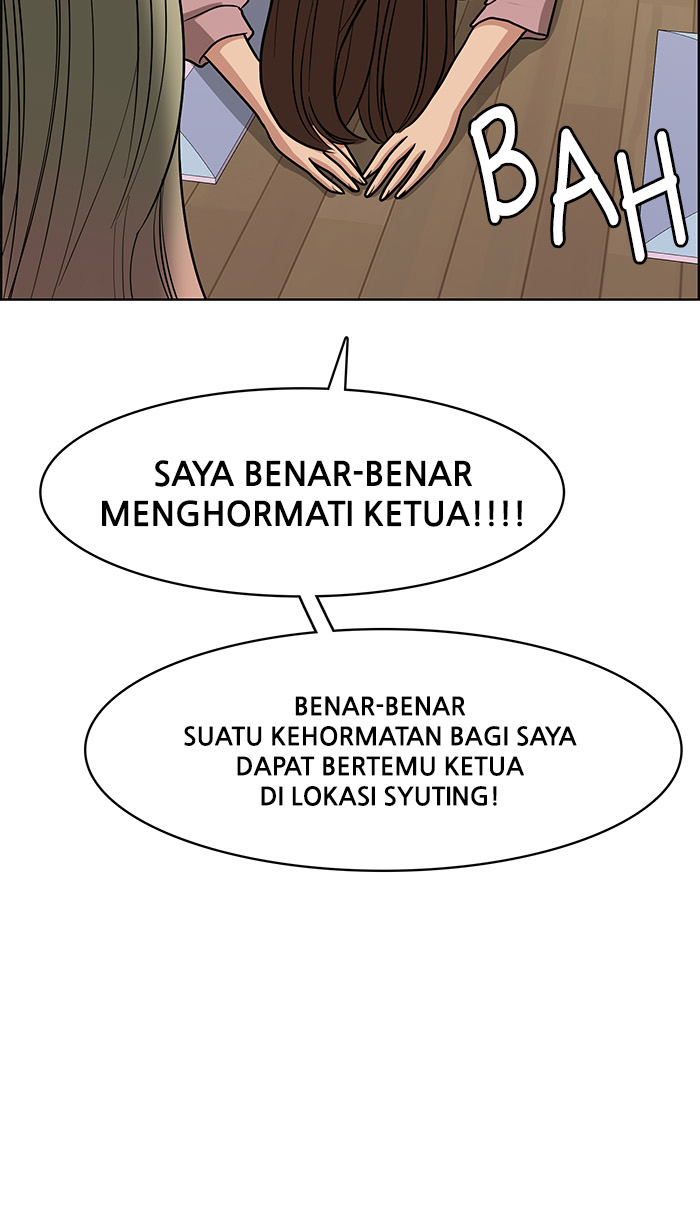 BAH
SAYA BENAR-BENAR
MENGHORMATI KETUA!!!!
BENAR-BENAR
SUATU KEHORMATAN BAGI SAYA
DAPAT BERTEMU KETUA
DI LOKASI SYUTING!